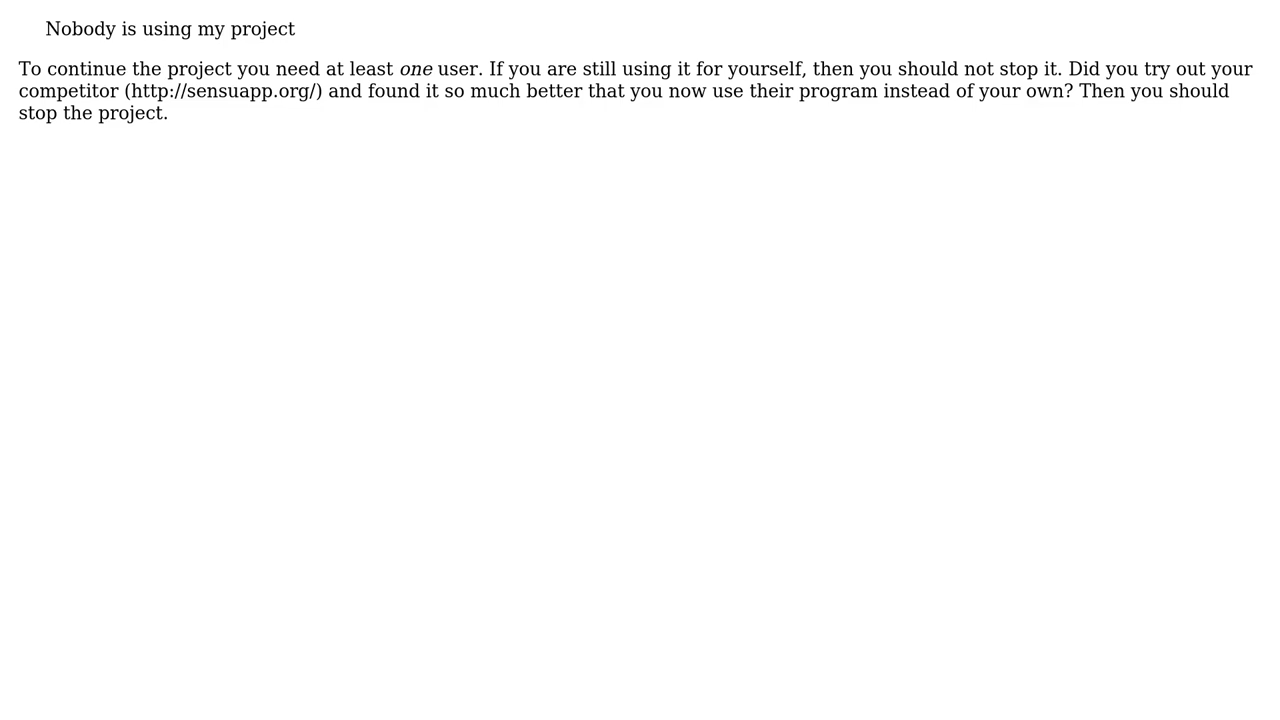 Nobody is using my project
To continue the project you need at least one user. If you are still using it for yourself, then you should not stop it. Did you try out your
competitor (http://sensuapp.org/) and found it so much better that you now use their program instead of your own? Then you should
stop the project.